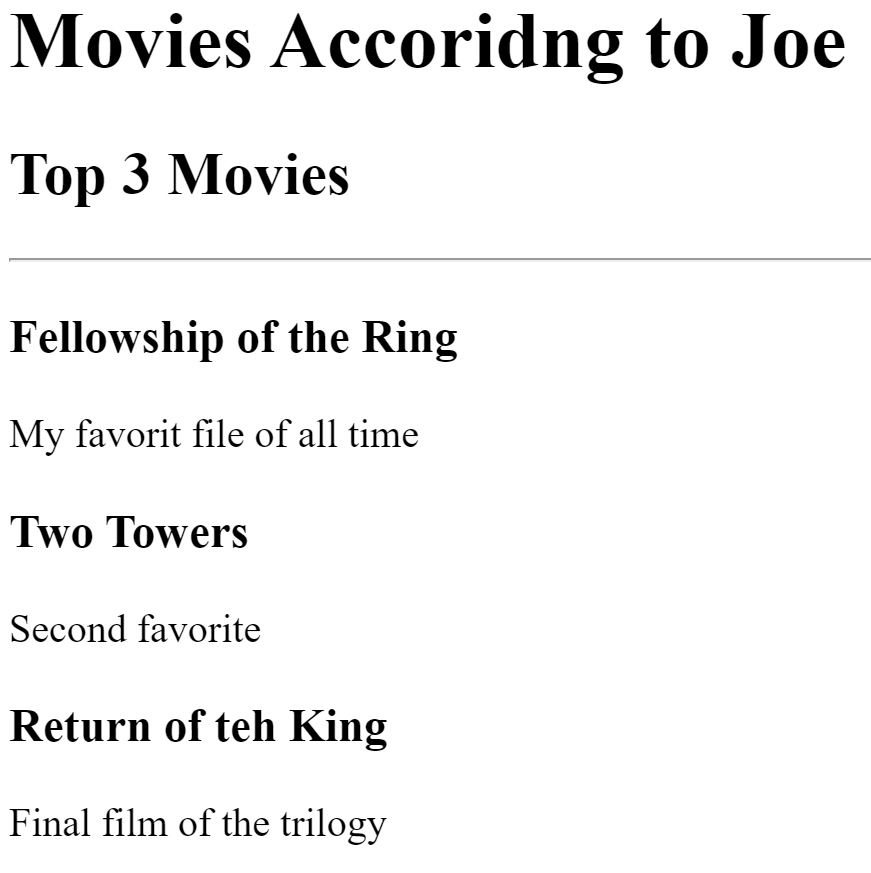 Movies Accoridng to Joe
Top 3 Movies
Fellowship of the Ring
My favorit file of all time
Two Towers
Second favorite
Return of teh King
Final film of the trilogy